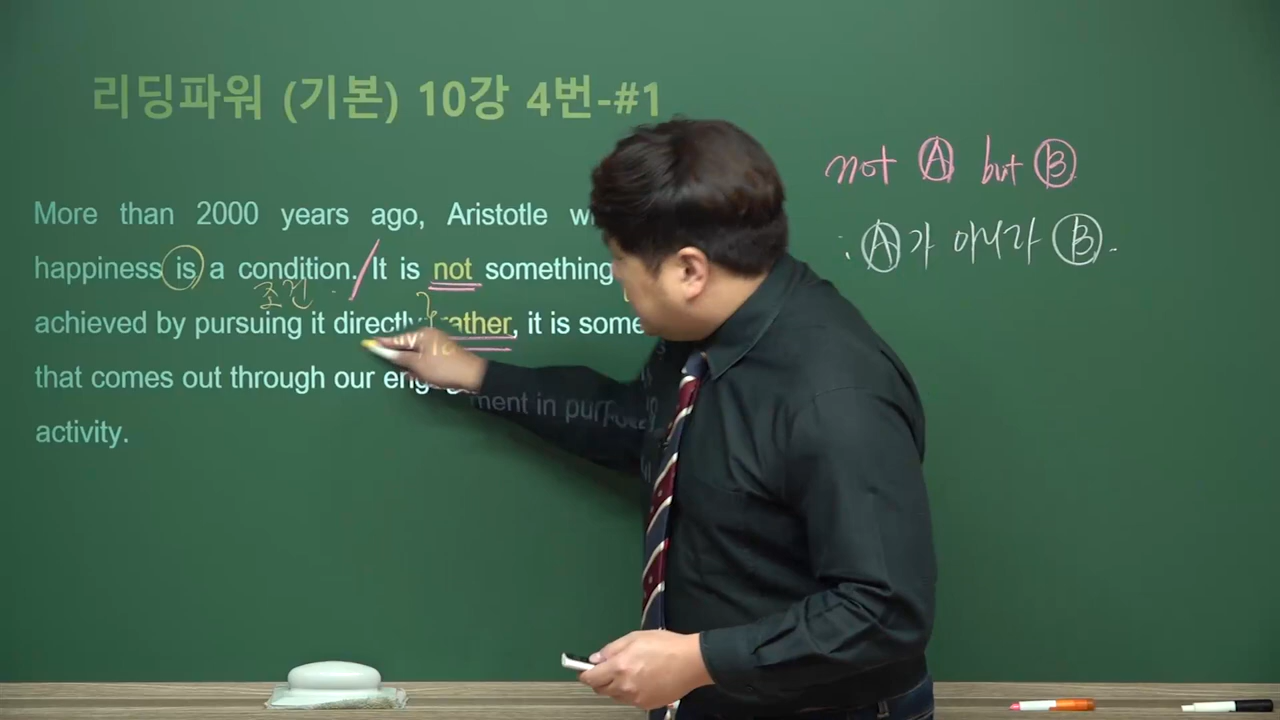 리딩파워 (기본) 10강 4번-#1
More than 2000 years ago, Aristotle
happiness is a condition. It is not something
조건
achieved by pursuing it directly rather, it is
that comes out through our
ment in
activity.
not Ⓐ but Ⓑ
: Ⓐ가 아니라 Ⓑ.